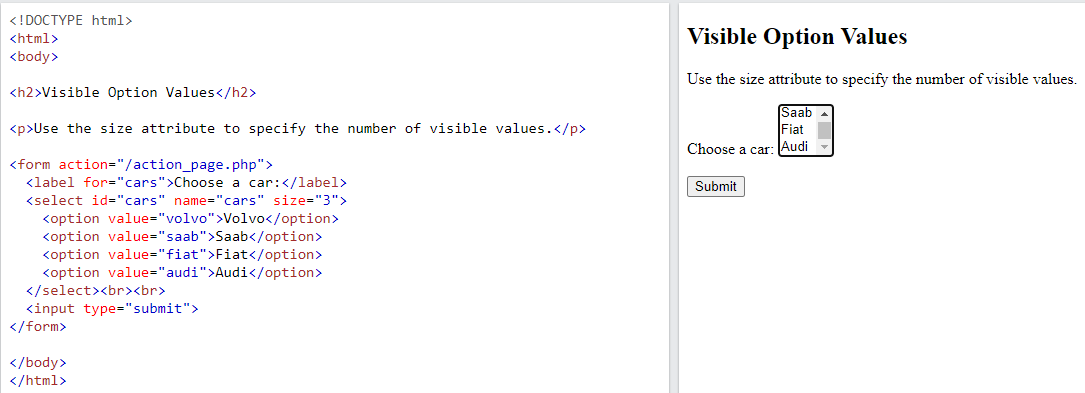 <!DOCTYPE html>
<html>
<body>
<h2>Visible Option Values</h2>
<p>Use the size attribute to specify the number of visible values.</p>
<form action="/action_page.php">
<label for="cars">Choose a car:</label>
<select id="cars" name="cars" size="3">
<option value="volvo">Volvo</option>
<option value="saab">Saab</option>
<option value="fiat">Fiat</option>
<option value="audi">Audi</option>
</select><br><br>
<input type="submit">
</form>
</body>
</html>
Visible Option Values
Use the size attribute to specify the number of visible values.
Saab
Fiat
Choose a car: Audi
Submit